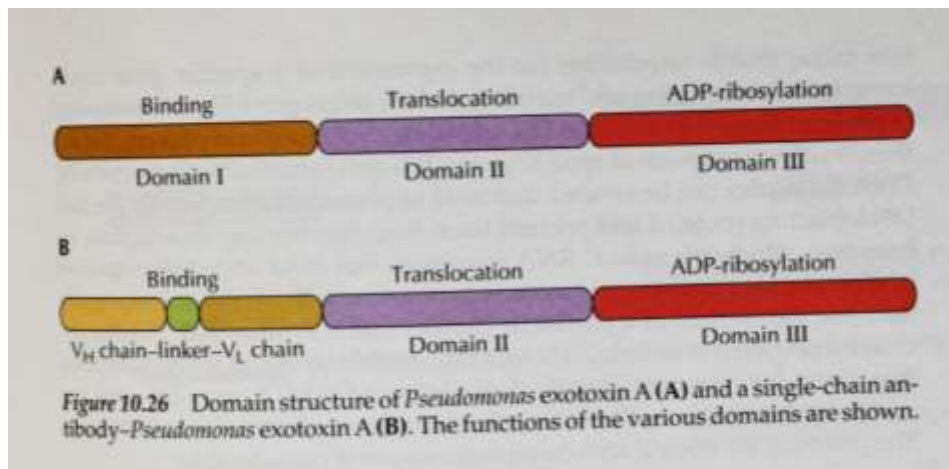 A
Binding Translocation ADP-ribosylation
Domain I Domain II Domain III
B
Binding Translocation ADP-ribosylation
VH chain–linker–VL chain Domain II Domain III
Figure 10.26 Domain structure of Pseudomonas exotoxin A (A) and a single-chain an-
tibody–Pseudomonas exotoxin A (B). The functions of the various domains are shown.